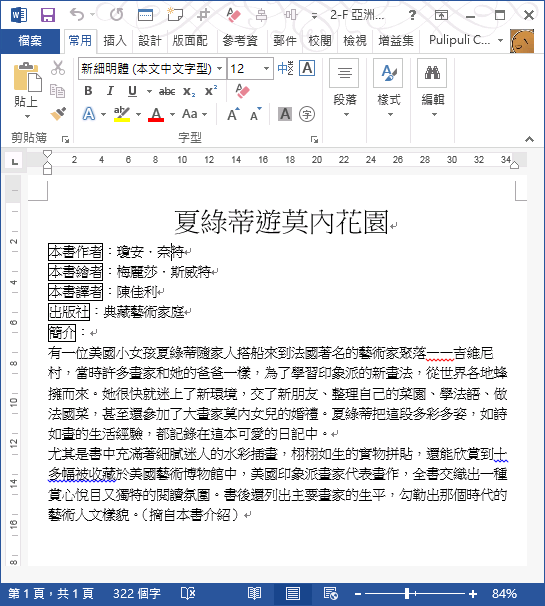 2-F 亞洲...
檔案 常用 插入 設計 版面配 參考資 郵件 校閱 檢視 增益集 Pulipuli C...
貼上
新細明體 (本文中文字型) 12
B I U abc x₂ x²
A ab A Aa A A A 字
段落 樣式 編輯
剪貼簿 字型
2 4 6 8 10 12 14 16 18 20 22 24 26 28 30 32 34
夏綠蒂遊莫內花園
本書作者：瓊安．奈特
本書繪者：梅麗莎．斯威特
本書譯者：陳佳利
出版社：典藏藝術家庭
簡介：
有一位美國小女孩夏綠蒂隨家人搭船來到法國著名的藝術家聚落——吉維尼
村，當時許多畫家和她的爸爸一樣，為了學習印象派的新畫法，從世界各地蜂
擁而來。她很快就迷上了新環境，交了新朋友、整理自己的菜園、學法語、做
法國菜，甚至還參加了大畫家莫內女兒的婚禮。夏綠蒂把這段多彩多姿，如詩
如畫的生活經驗，都記錄在這本可愛的日記中。
尤其是書中充滿著細膩迷人的水彩插畫，栩栩如生的實物拼貼，還能欣賞到十
多幅被收藏於美國藝術博物館中，美國印象派畫家代表畫作，全書交織出一種
賞心悅目又獨特的閱讀氛圍。書後還列出主要畫家的生平，勾勒出那個時代的
藝術人文樣貌。（摘自本書介紹）
第 1 頁，共 1 頁 322 個字 84%